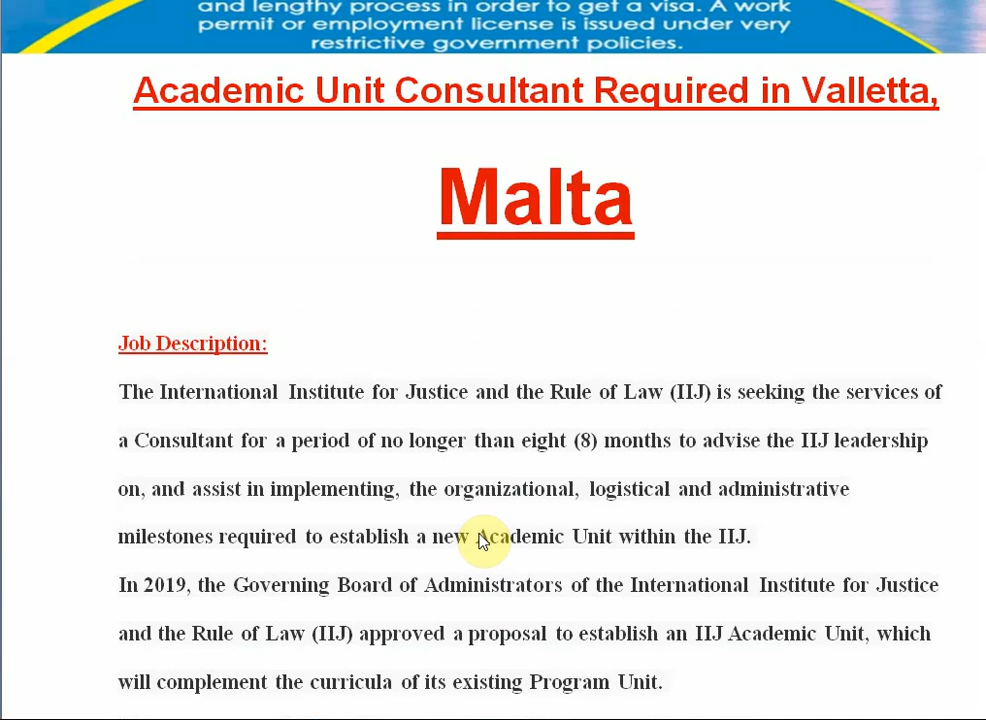 and lengthy process in order to get a visa. A work
permit or employment license is issued under very
restrictive government policies.
Academic Unit Consultant Required in Valletta,
Malta
Job Description:
The International Institute for Justice and the Rule of Law (IIJ) is seeking the services of
a Consultant for a period of no longer than eight (8) months to advise the IIJ leadership
on, and assist in implementing, the organizational, logistical and administrative
milestones required to establish a new Academic Unit within the IIJ.
In 2019, the Governing Board of Administrators of the International Institute for Justice
and the Rule of Law (IIJ) approved a proposal to establish an IIJ Academic Unit, which
will complement the curricula of its existing Program Unit.